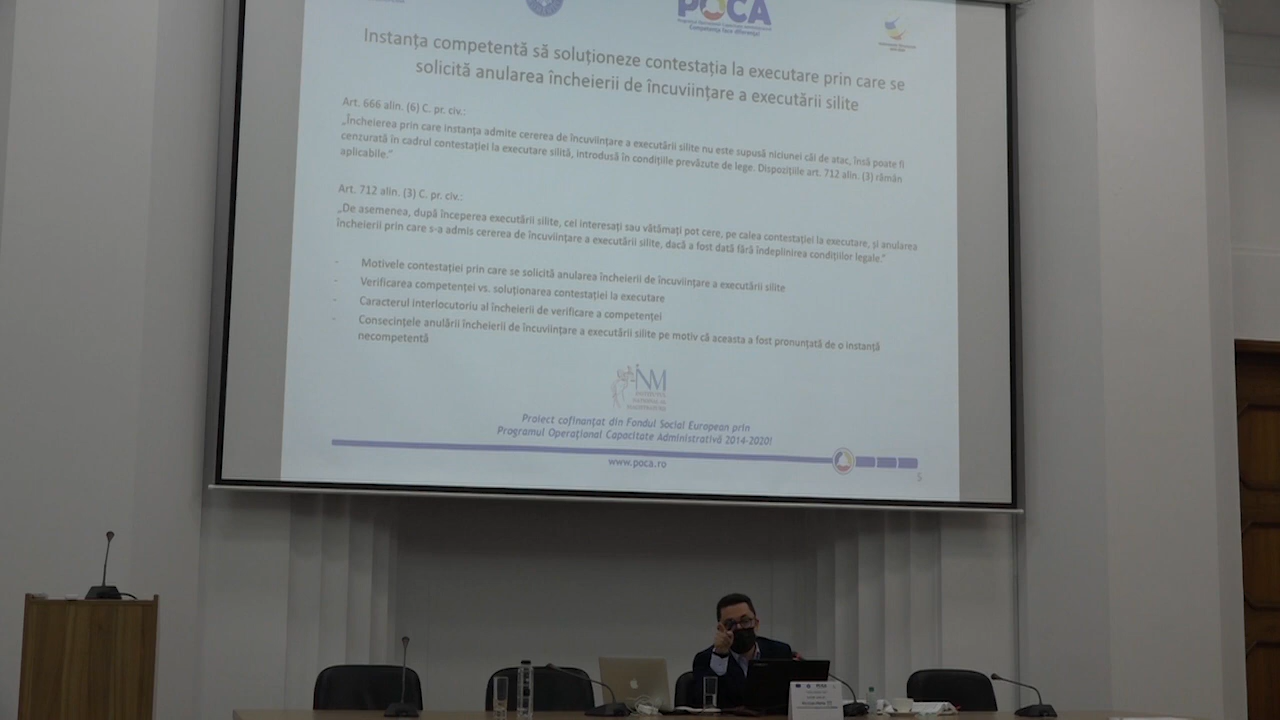 POCA
Competența face diferența!
Instanța competentă să soluționeze contestația la executare prin care se
solicită anularea încheierii de încuviințare a executării silite
Art. 666 alin. (6) C. pr. civ.:
„Încheierea prin care instanța admite cererea de încuviințare a executării silite nu este supusă niciunei căi de atac, însă poate fi
cenzurată în cadrul contestației la executare silită, introdusă în condițiile prevăzute de lege. Dispozițiile art. 712 alin. (3) rămân
aplicabile.”
Art. 712 alin. (3) C. pr. civ.:
„De asemenea, după începerea executării silite, cei interesați sau vătămați pot cere, pe calea contestației la executare, și anularea
încheierii prin care s-a admis cererea de încuviințare a executării silite, dacă a fost dată fără îndeplinirea condițiilor legale.”
- Motivele contestației prin care se solicită anularea încheierii de încuviințare a executării silite
- Verificarea competenței vs. soluționarea contestației la executare
- Caracterul interlocutoriu al încheierii de verificare a competenței
- Consecințele anulării încheierii de încuviințare a executării silite pe motiv că aceasta a fost pronunțată de o instanță
necompetentă
INM
INSTITUTUL
NAȚIONAL AL
MAGISTRATURII
Proiect cofinanțat din Fondul Social European prin
Programul Operațional Capacitate Administrativă 2014-2020!
www.poca.ro
5